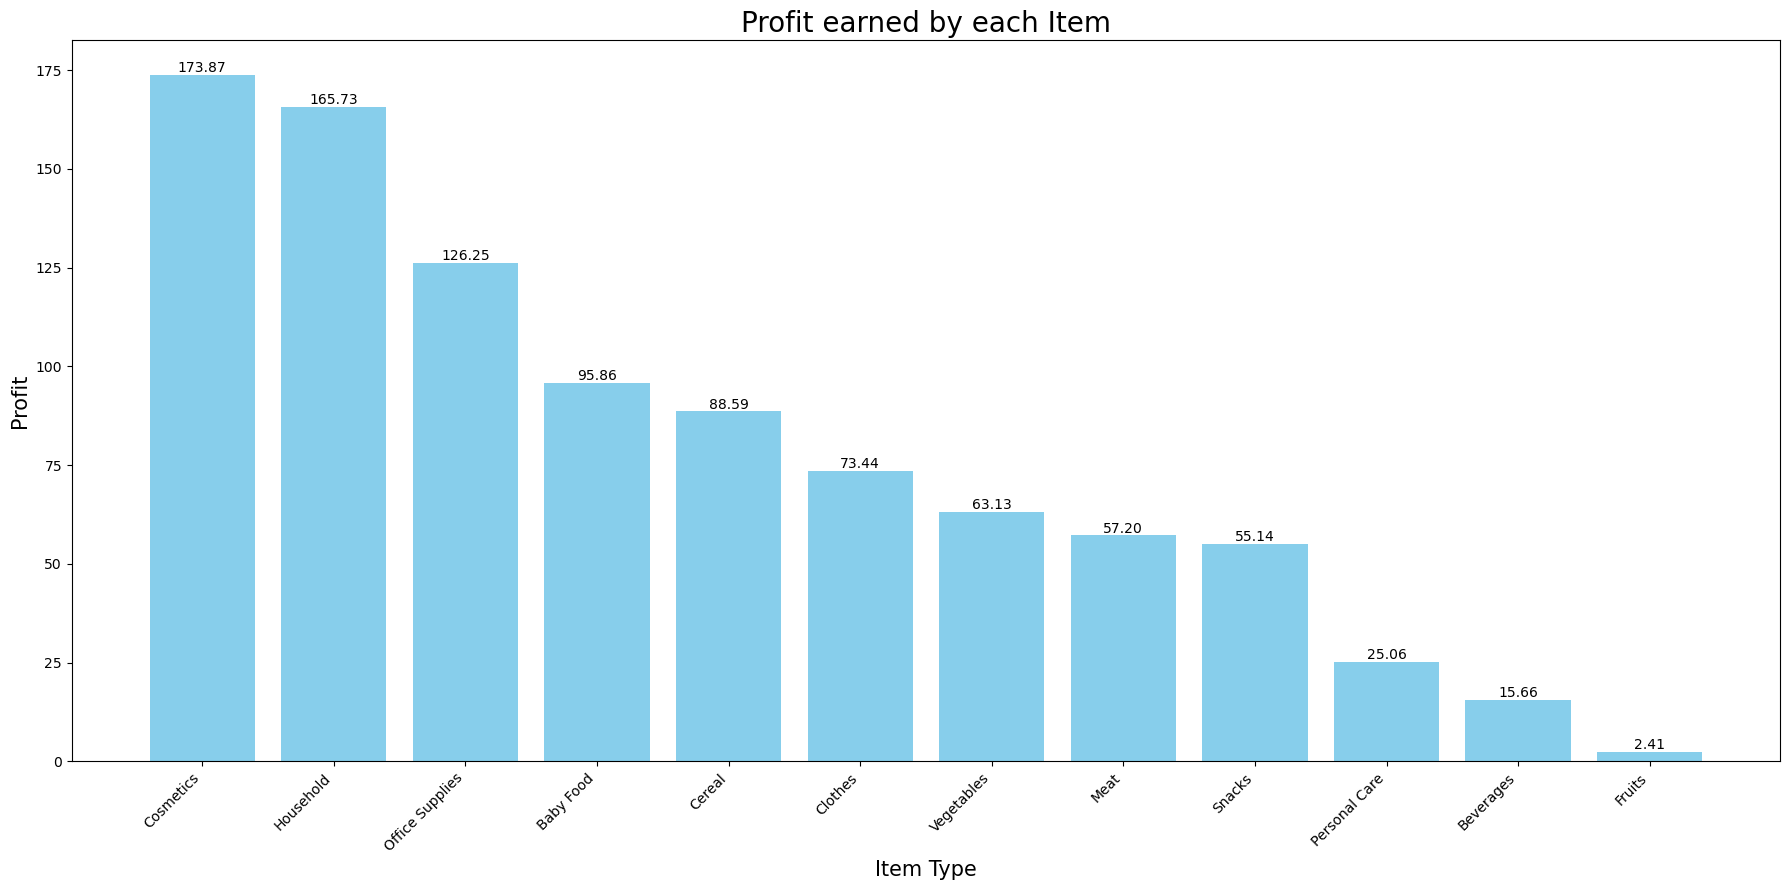 Profit earned by each Item
Profit
175
150
125
100
75
50
25
0
173.87
165.73
126.25
95.86
88.59
73.44
63.13
57.20
55.14
25.06
15.66
2.41
Cosmetics
Household
Office Supplies
Baby Food
Cereal
Clothes
Vegetables
Meat
Snacks
Personal Care
Beverages
Fruits
Item Type